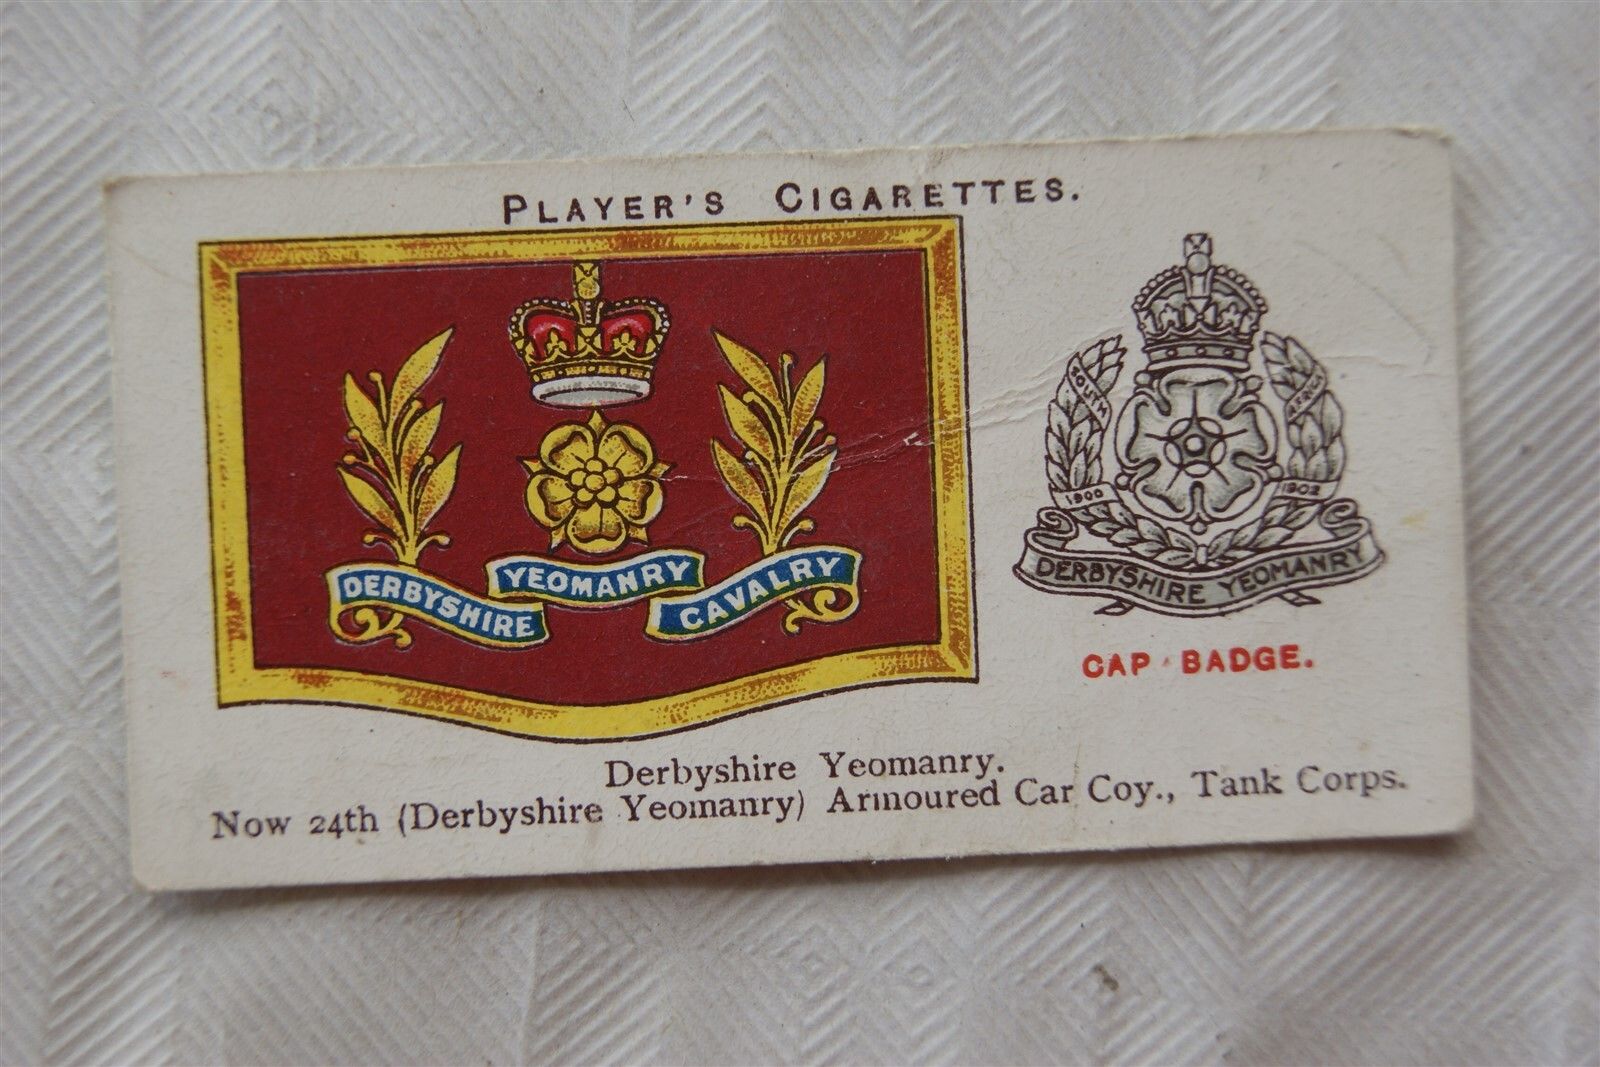 PLAYER'S CIGARETTES.
DERBYSHIRE
YEOMANRY
CAVALRY
SOUTH
AFRICA
1900
1902
DERBYSHIRE YEOMANRY
CAP BADGE.
Derbyshire Yeomanry.
Now 24th (Derbyshire Yeomanry) Armoured Car Coy., Tank Corps.